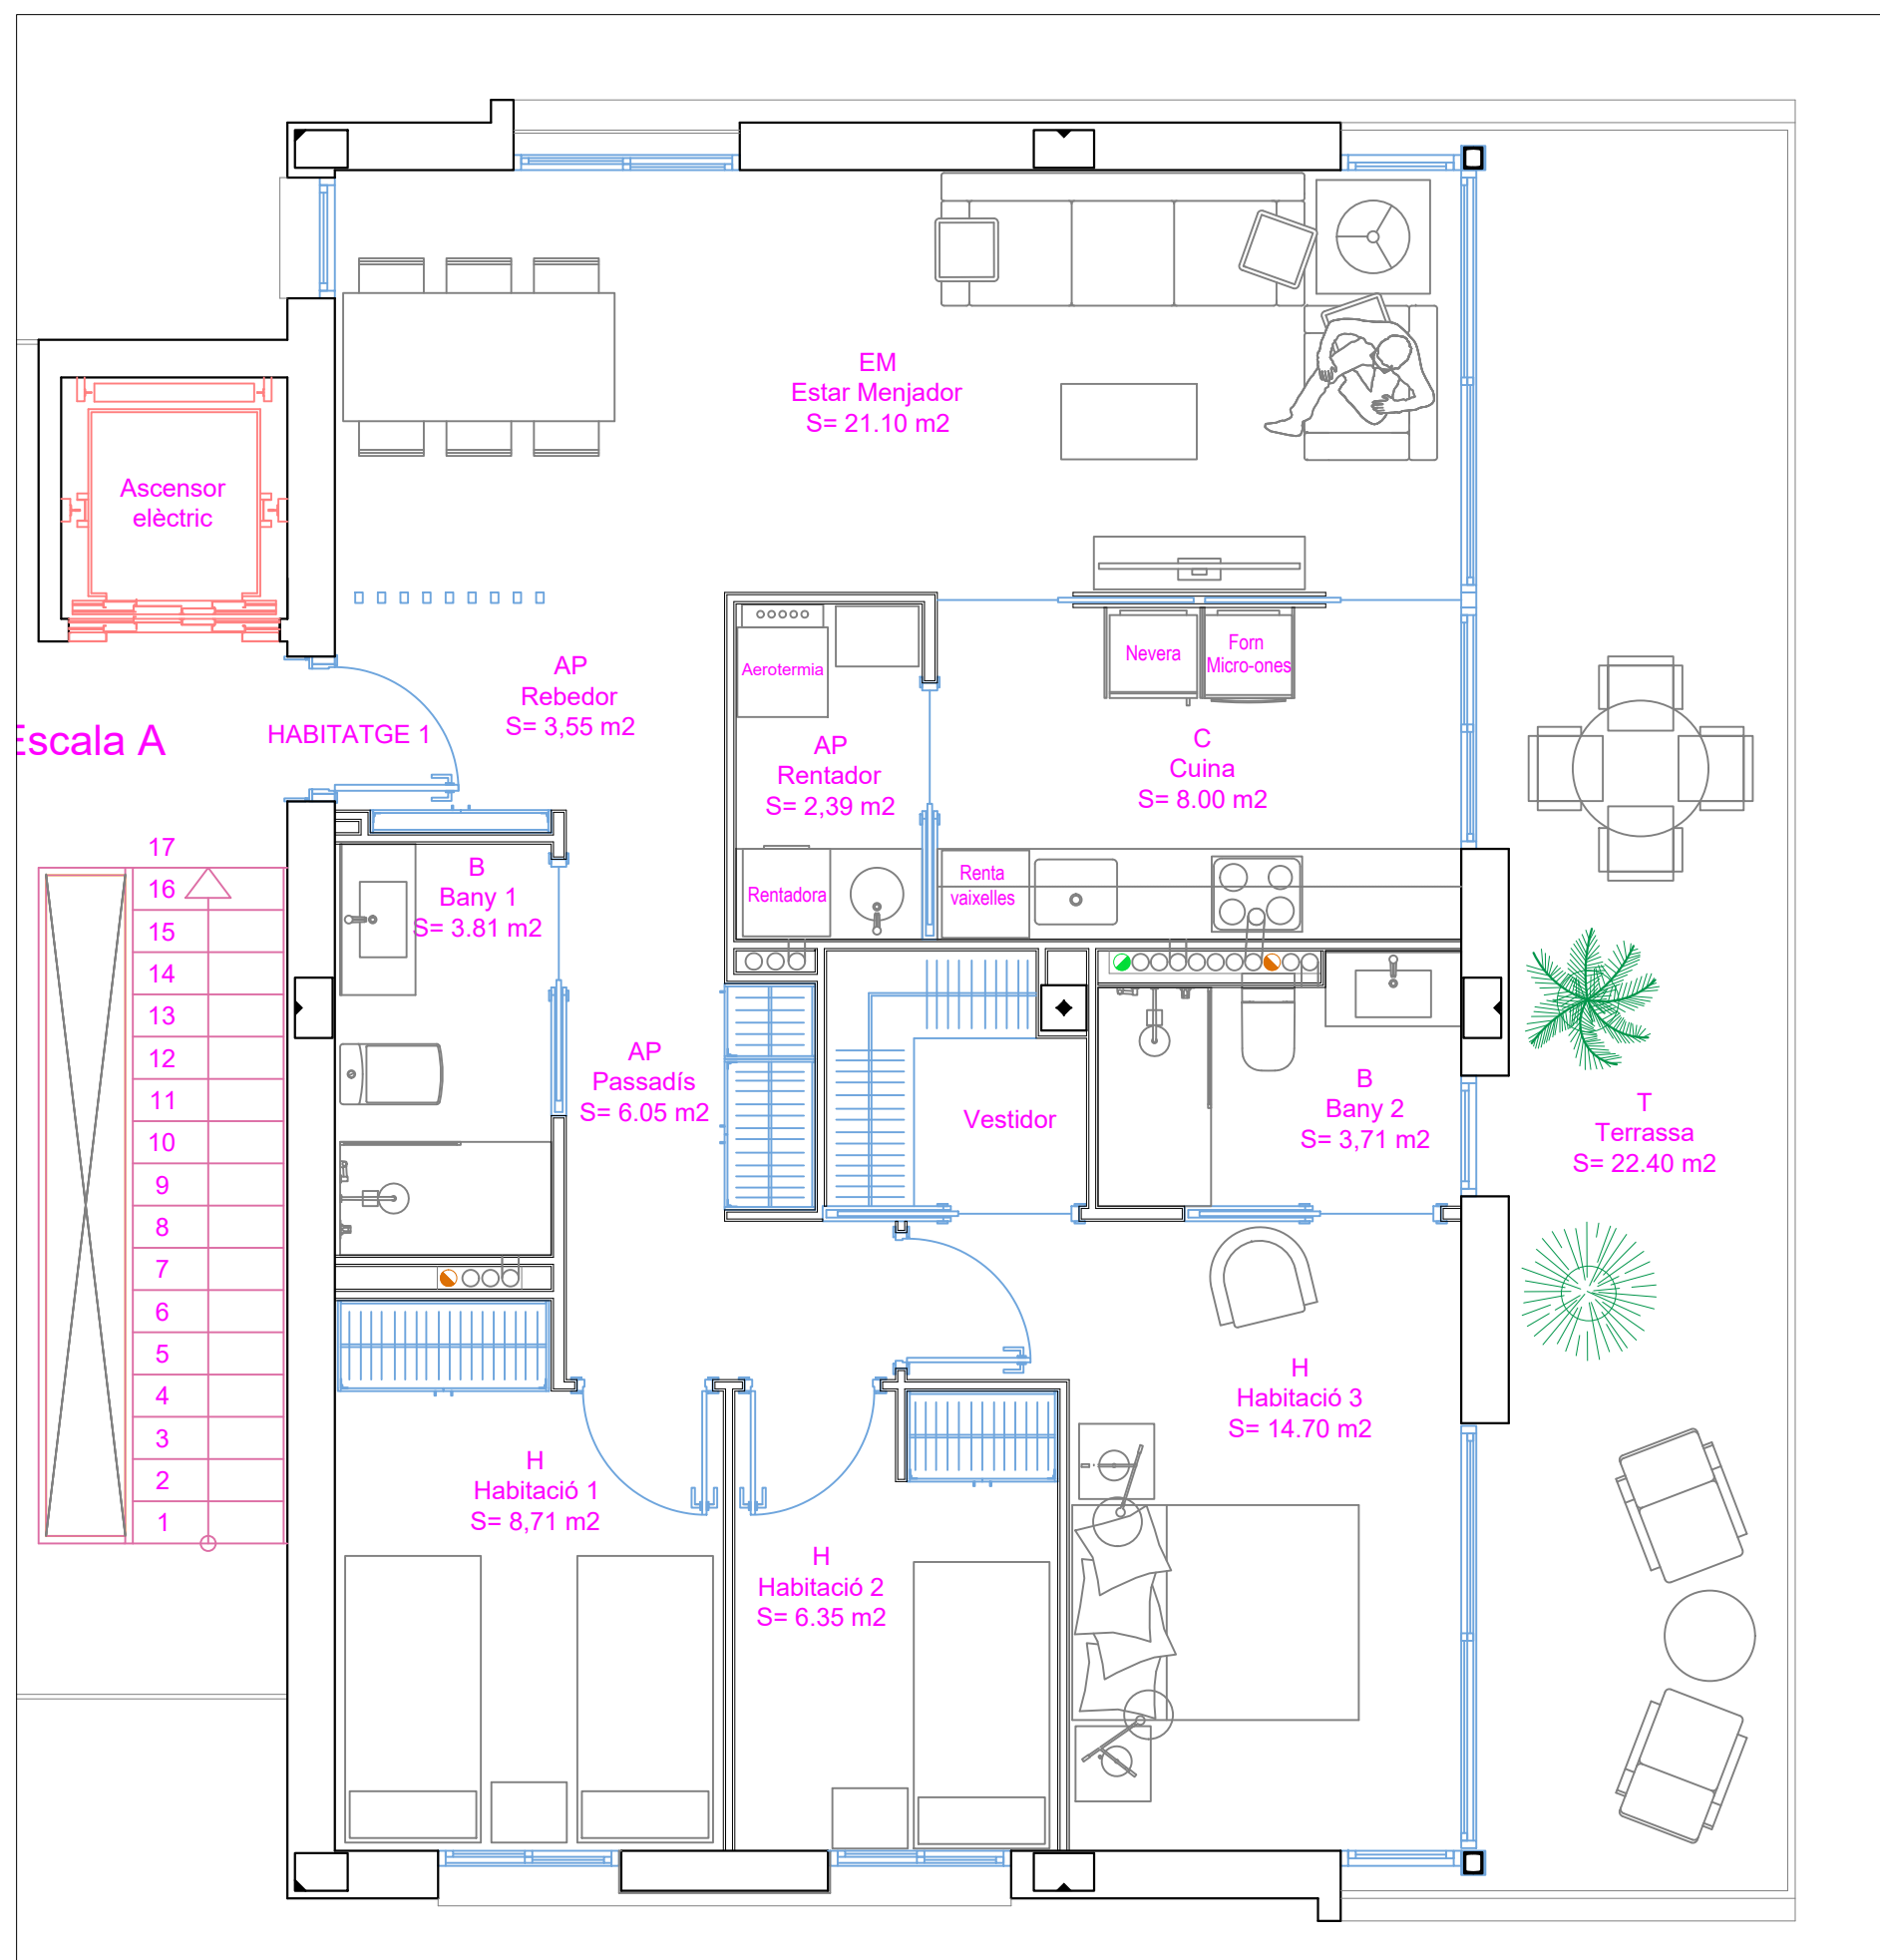 EM
Estar Menjador
S= 21.10 m2
Ascensor
elèctric
AP
Rebedor
S= 3,55 m2
Aerotermia
Nevera
Forn
Micro-ones
Escala A
HABITATGE 1
AP
Rentador
S= 2,39 m2
C
Cuina
S= 8.00 m2
B
Bany 1
S= 3.81 m2
Rentadora
Renta
vaixelles
17
16
15
14
13
12
11
10
9
8
7
6
5
4
3
2
1
AP
Passadís
S= 6.05 m2
Vestidor
B
Bany 2
S= 3,71 m2
T
Terrassa
S= 22.40 m2
H
Habitació 3
S= 14.70 m2
H
Habitació 1
S= 8,71 m2
H
Habitació 2
S= 6.35 m2